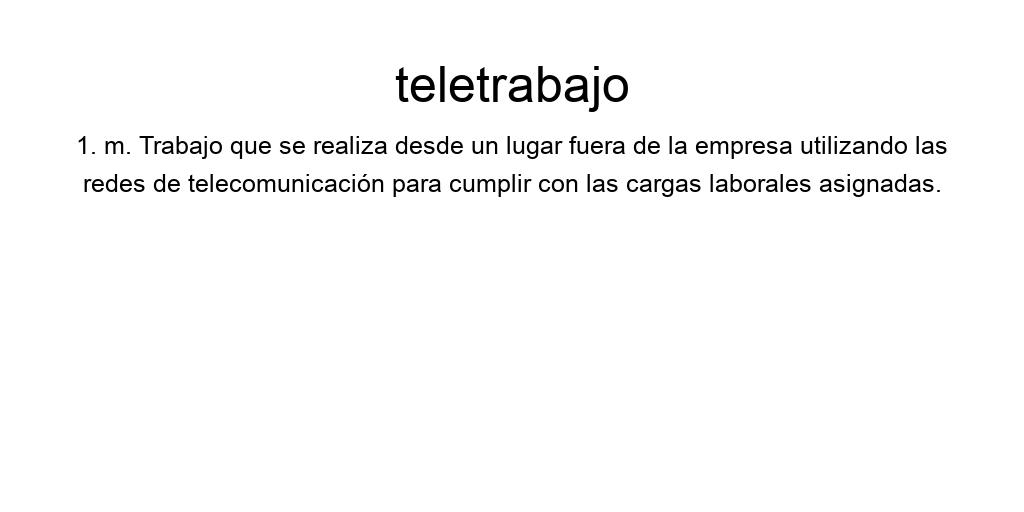 teletrabajo
1. m. Trabajo que se realiza desde un lugar fuera de la empresa utilizando las
redes de telecomunicación para cumplir con las cargas laborales asignadas.